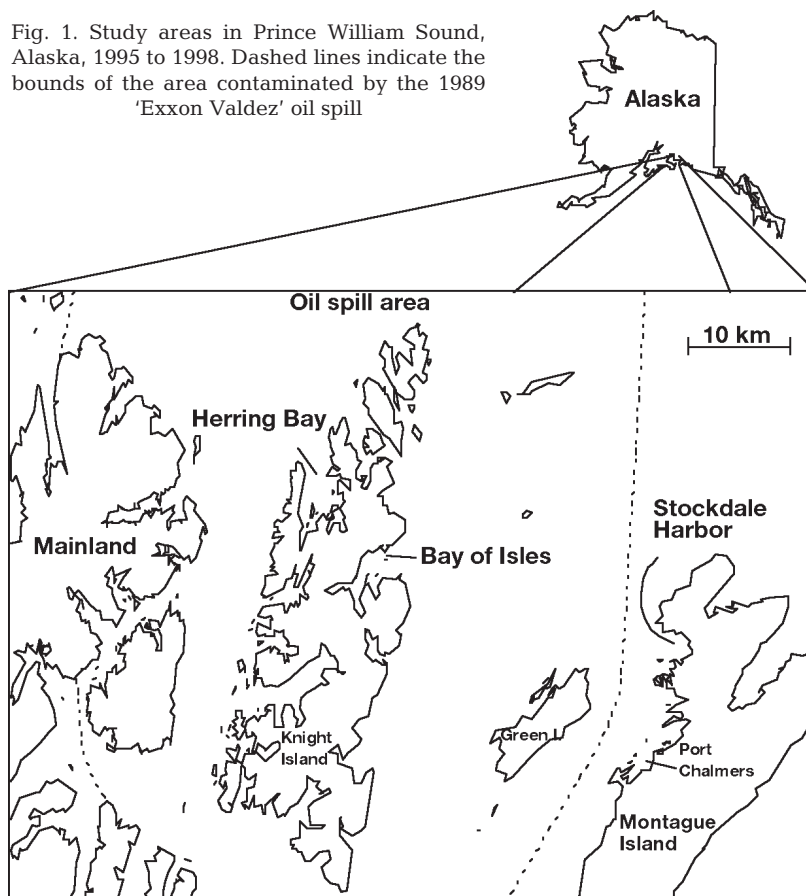 Fig. 1. Study areas in Prince William Sound,
Alaska, 1995 to 1998. Dashed lines indicate the
bounds of the area contaminated by the 1989
‘Exxon Valdez’ oil spill
Alaska
Oil spill area
10 km
Herring Bay
Stockdale
Harbor
Mainland
Bay of Isles
Knight
Island
Green I.
Port
Chalmers
Montague
Island